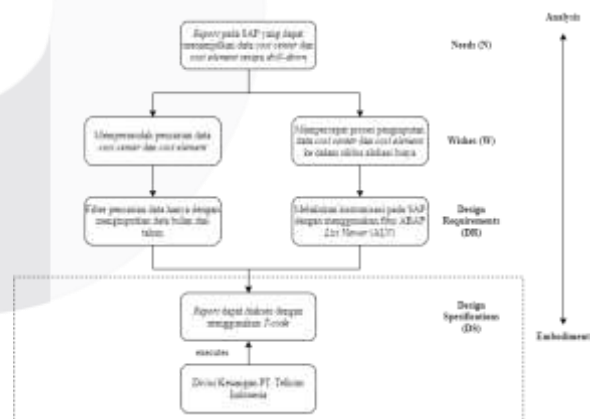 Analysis
Report pada SAP yang dapat
menampilkan data cost center dan
cost element secara drill-down
Needs (N)
Mempermudah pencarian data
cost center dan cost element
Mempercepat proses penginputan
data cost center dan cost element
ke dalam siklus alokasi biaya
Wishes (W)
Filter pencarian data hanya dengan
menginputkan data bulan dan
tahun
Melakukan kustomisasi pada SAP
dengan menggunakan fitur ABAP
List Viewer (ALV)
Design
Requirements
(DR)
Report dapat diakses dengan
menggunakan T-code
Design
Specifications
(DS)
Embodiment
executes
Divisi Keuangan PT. Telkom
Indonesia